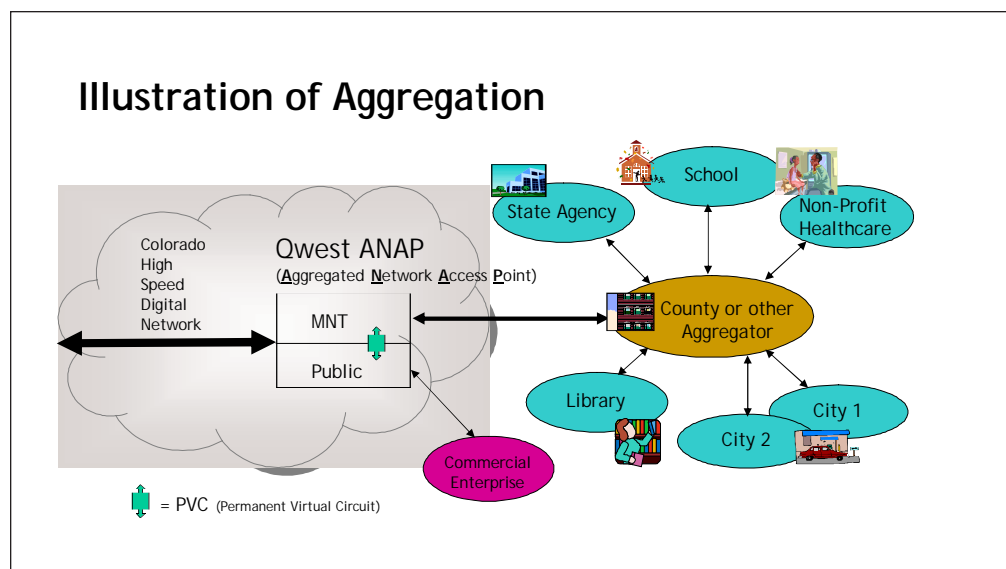 Illustration of Aggregation
School
State Agency
Non-Profit
Healthcare
Colorado
High
Speed
Digital
Network
Qwest ANAP
(Aggregated Network Access Point)
MNT
Public
County or other
Aggregator
Library
City 1
City 2
Commercial
Enterprise
= PVC (Permanent Virtual Circuit)